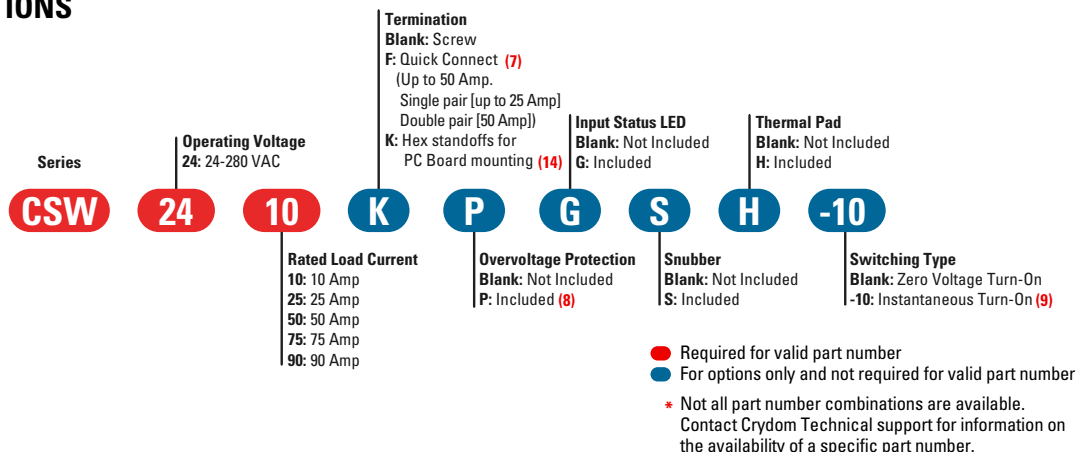 IONS
Termination
Blank: Screw
F: Quick Connect (7)
(Up to 50 Amp.
Single pair [up to 25 Amp]
Double pair [50 Amp])
K: Hex standoffs for
PC Board mounting (14)
Input Status LED
Blank: Not Included
G: Included
Thermal Pad
Blank: Not Included
H: Included
Operating Voltage
24: 24-280 VAC
Series
CSW 24 10 K P G S H -10
Rated Load Current
10: 10 Amp
25: 25 Amp
50: 50 Amp
75: 75 Amp
90: 90 Amp
Overvoltage Protection
Blank: Not Included
P: Included (8)
Snubber
Blank: Not Included
S: Included
Switching Type
Blank: Zero Voltage Turn-On
-10: Instantaneous Turn-On (9)
Required for valid part number
For options only and not required for valid part number
* Not all part number combinations are available.
Contact Crydom Technical support for information on
the availability of a specific part number.